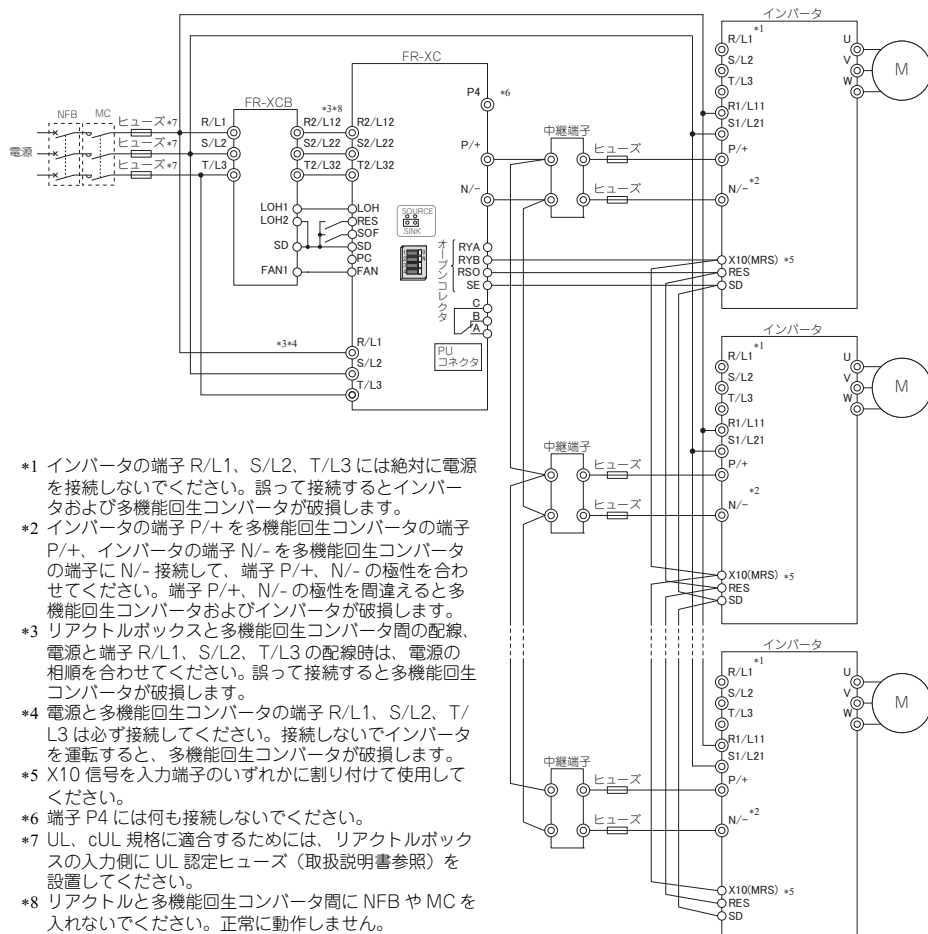 インバータ
*1
R/L1
S/L2
T/L3
R1/L11
S1/L21
P/+
N/- *2
U
V
W
M
X10(MRS) *5
RES
SD
FR-XC
P4 *6
P/+
N/-
中継端子
ヒューズ
ヒューズ
FR-XCB
*3*8
NFB MC
ヒューズ*7
ヒューズ*7
ヒューズ*7
電源
R/L1
S/L2
T/L3
R2/L12
S2/L22
T2/L32
R2/L12
S2/L22
T2/L32
LOH1
LOH2
SD
FAN1
LOH
RES
SOF
SD
PC
FAN
SOURCE
SINK
オープンコレクタ
RYA
RYB
RSO
SE
C
B
A
PU
コネクタ
*3*4
R/L1
S/L2
T/L3
インバータ
*1
R/L1
S/L2
T/L3
R1/L11
S1/L21
P/+
N/- *2
U
V
W
M
中継端子
ヒューズ
ヒューズ
X10(MRS) *5
RES
SD
インバータ
*1
R/L1
S/L2
T/L3
R1/L11
S1/L21
P/+
N/- *2
U
V
W
M
中継端子
ヒューズ
ヒューズ
X10(MRS) *5
RES
SD
*1 インバータの端子 R/L1、S/L2、T/L3 には絶対に電源
を接続しないでください。誤って接続するとインバー
タおよび多機能回生コンバータが破損します。
*2 インバータの端子 P/+ を多機能回生コンバータの端子
P/+、インバータの端子 N/- を多機能回生コンバータ
の端子に N/- 接続して、端子 P/+、N/- の極性を合わ
せてください。端子 P/+、N/- の極性を間違えると多
機能回生コンバータおよびインバータが破損します。
*3 リアクトルボックスと多機能回生コンバータ間の配線、
電源と端子 R/L1、S/L2、T/L3 の配線時は、電源の
相順を合わせてください。誤って接続すると多機能回生
コンバータが破損します。
*4 電源と多機能回生コンバータの端子 R/L1、S/L2、T/
L3 は必ず接続してください。接続しないでインバータ
を運転すると、多機能回生コンバータが破損します。
*5 X10 信号を入力端子のいずれかに割り付けて使用して
ください。
*6 端子 P4 には何も接続しないでください。
*7 UL、cUL 規格に適合するためには、リアクトルボック
スの入力側に UL 認定ヒューズ（取扱説明書参照）を
設置してください。
*8 リアクトルと多機能回生コンバータ間に NFB や MC を
入れないでください。正常に動作しません。